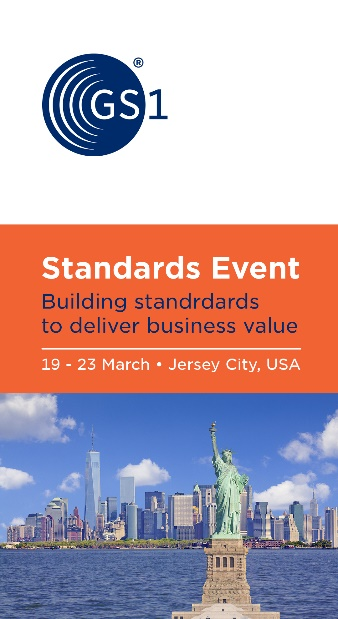 GS1®
Standards Event
Building standrdards
to deliver business value
19 - 23 March • Jersey City, USA